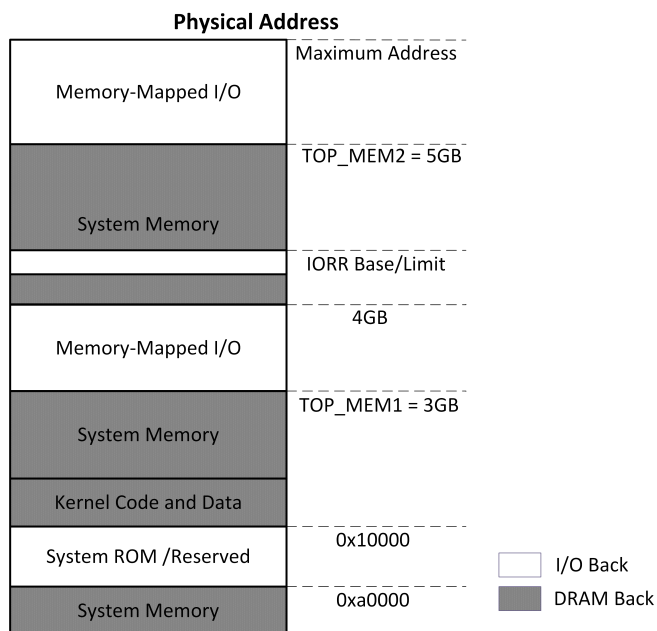 Physical Address
Maximum Address
Memory-Mapped I/O
TOP_MEM2 = 5GB
System Memory
IORR Base/Limit
4GB
Memory-Mapped I/O
TOP_MEM1 = 3GB
System Memory
Kernel Code and Data
0x10000
System ROM /Reserved
I/O Back
0xa0000
DRAM Back
System Memory